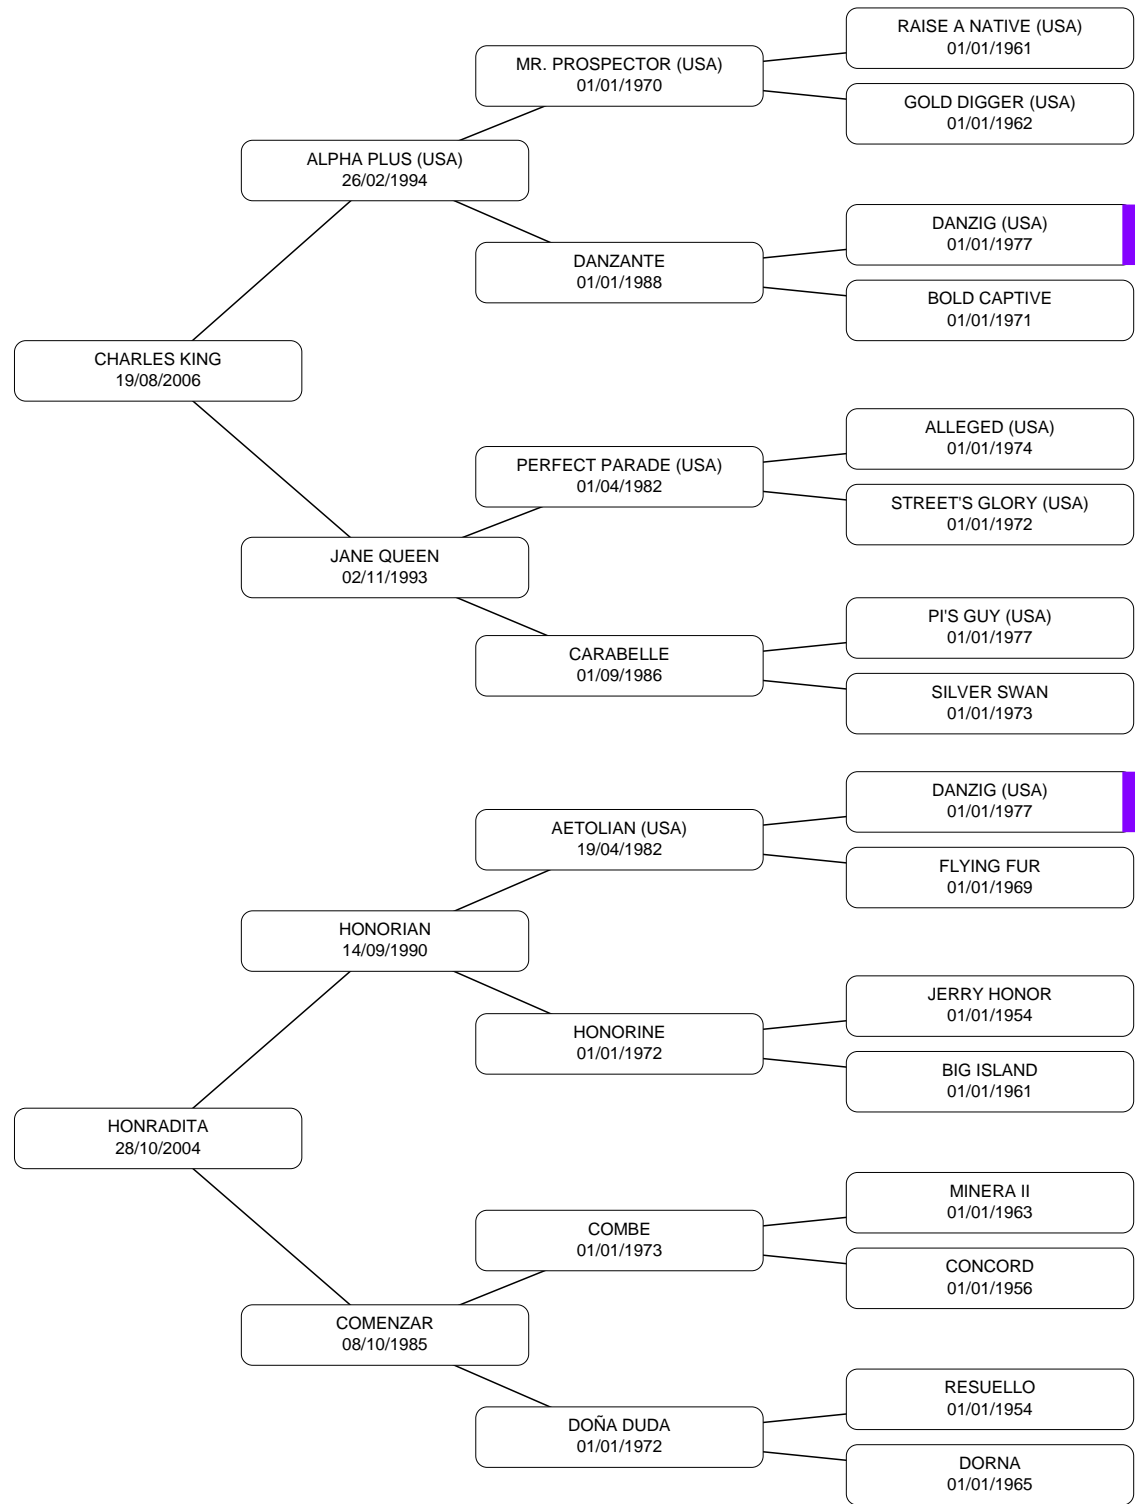 RAISE A NATIVE (USA)
01/01/1961
MR. PROSPECTOR (USA)
01/01/1970
GOLD DIGGER (USA)
01/01/1962
ALPHA PLUS (USA)
26/02/1994
DANZIG (USA)
01/01/1977
DANZANTE
01/01/1988
BOLD CAPTIVE
01/01/1971
CHARLES KING
19/08/2006
ALLEGED (USA)
01/01/1974
PERFECT PARADE (USA)
01/04/1982
STREET'S GLORY (USA)
01/01/1972
JANE QUEEN
02/11/1993
PI'S GUY (USA)
01/01/1977
CARABELLE
01/09/1986
SILVER SWAN
01/01/1973
DANZIG (USA)
01/01/1977
AETOLIAN (USA)
19/04/1982
FLYING FUR
01/01/1969
HONORIAN
14/09/1990
JERRY HONOR
01/01/1954
HONORINE
01/01/1972
BIG ISLAND
01/01/1961
HONRADITA
28/10/2004
MINERA II
01/01/1963
COMBE
01/01/1973
CONCORD
01/01/1956
COMENZAR
08/10/1985
RESUELLO
01/01/1954
DOÑA DUDA
01/01/1972
DORNA
01/01/1965